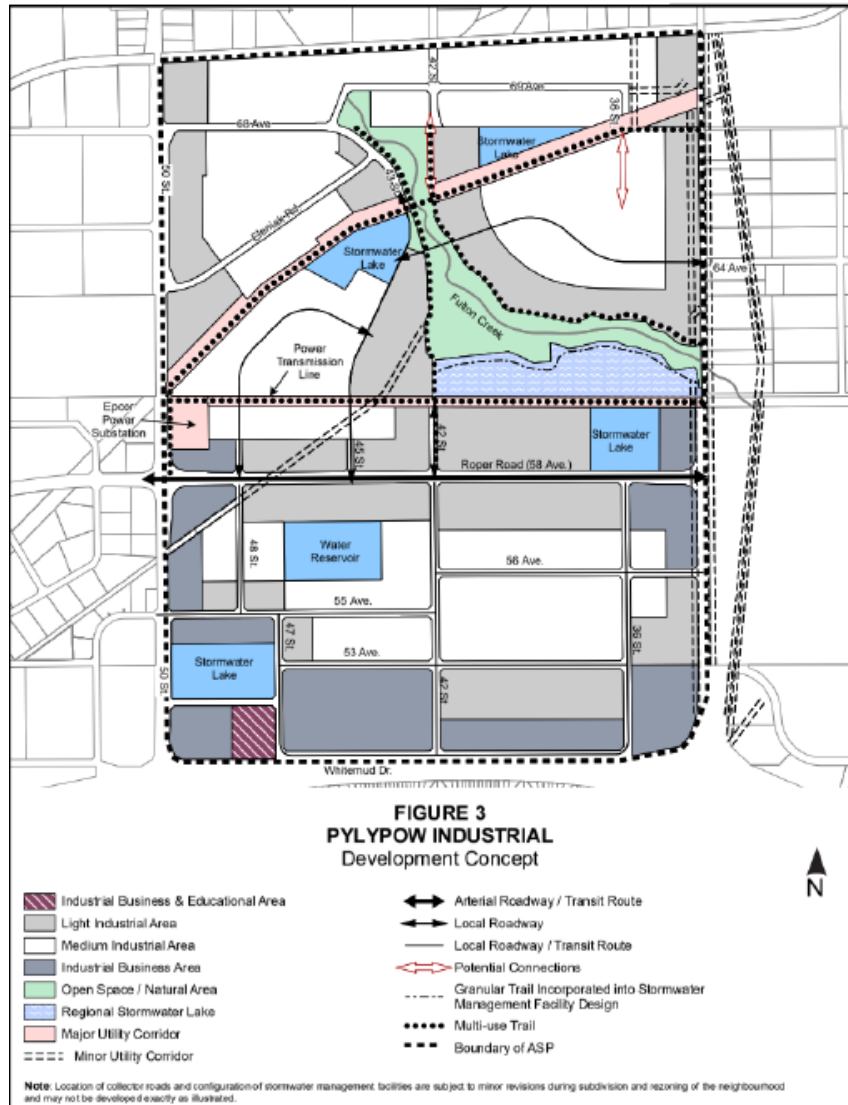 42 St.
69 Ave.
68 Ave.
36 St.
Stormwater
Lake
50 St.
43 St.
Eleniak Rd.
Stormwater
Lake
64 Ave.
Fulton Creek
Power
Transmission
Line
Epcor
Power
Substation
45 St.
42 St.
Stormwater
Lake
Roper Road (58 Ave.)
48 St.
Water
Reservoir
56 Ave.
55 Ave.
47 St.
53 Ave.
36 St.
Stormwater
Lake
50 St.
42 St.
Whitemud Dr.
FIGURE 3
PYLYPOW INDUSTRIAL
Development Concept
N
Industrial Business & Educational Area
Light Industrial Area
Medium Industrial Area
Industrial Business Area
Open Space / Natural Area
Regional Stormwater Lake
Major Utility Corridor
Minor Utility Corridor
Arterial Roadway / Transit Route
Local Roadway
Local Roadway / Transit Route
Potential Connections
Granular Trail Incorporated into Stormwater
Management Facility Design
Multi-use Trail
Boundary of ASP
Note: Location of collector roads and configuration of stormwater management facilities are subject to minor revisions during subdivision and rezoning of the neighbourhood
and may not be developed exactly as illustrated.